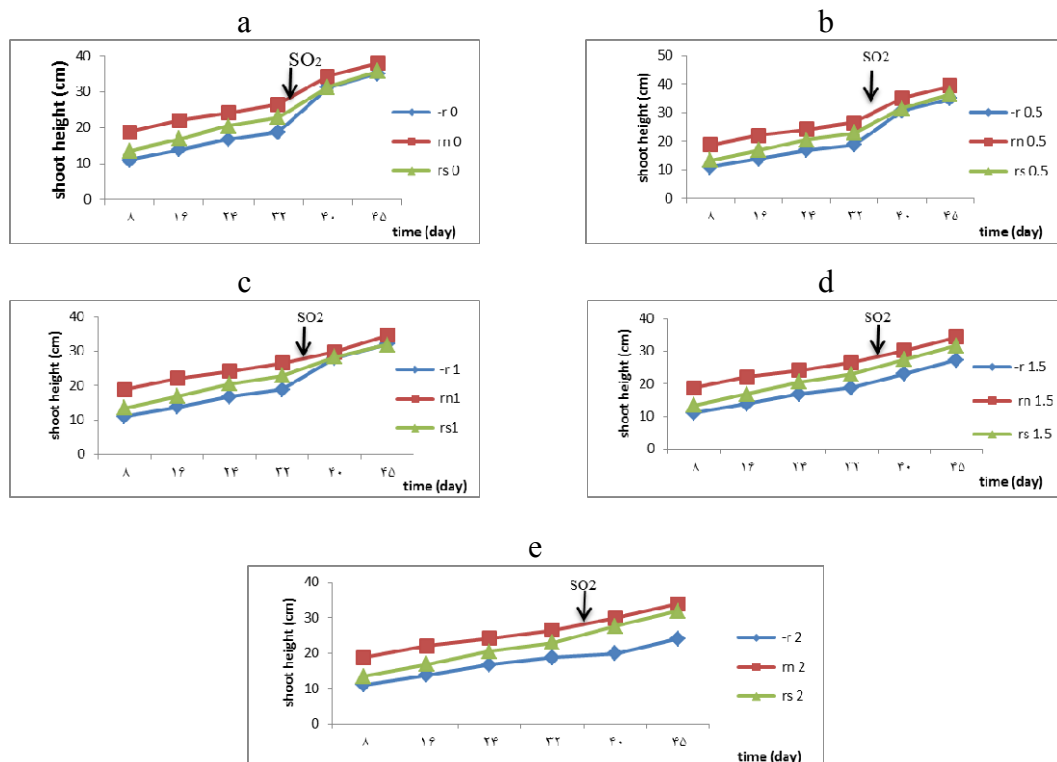 a
40
30
20
10
0
shoot height (cm)
SO2
-r 0
rn 0
rs 0
۸ ۱۶ ۲۴ ۳۲ ۴۰ ۴۵
time (day)
b
50
40
30
20
10
0
shoot height (cm)
SO2
-r 0.5
rn 0.5
rs 0.5
۸ ۱۶ ۲۴ ۳۲ ۴۰ ۴۵
time (day)
c
40
30
20
10
0
shoot height (cm)
SO2
-r 1
rn1
rs1
۸ ۱۶ ۲۴ ۳۲ ۴۰ ۴۵
time (day)
d
40
30
20
10
0
shoot height (cm)
SO2
-r 1.5
rn 1.5
rs 1.5
۸ ۱۶ ۲۴ ۳۲ ۴۰ ۴۵
time (day)
e
40
30
20
10
0
shoot height (cm)
SO2
-r 2
rn 2
rs 2
۸ ۱۶ ۲۴ ۳۲ ۴۰ ۴۵
time (day)